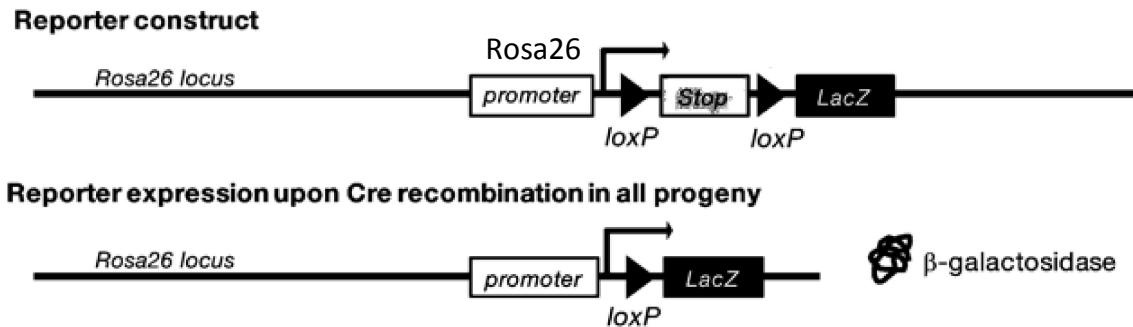 Reporter construct
Rosa26
Rosa26 locus
promoter
Stop
LacZ
loxP
loxP
Reporter expression upon Cre recombination in all progeny
Rosa26 locus
promoter
LacZ
β-galactosidase
loxP